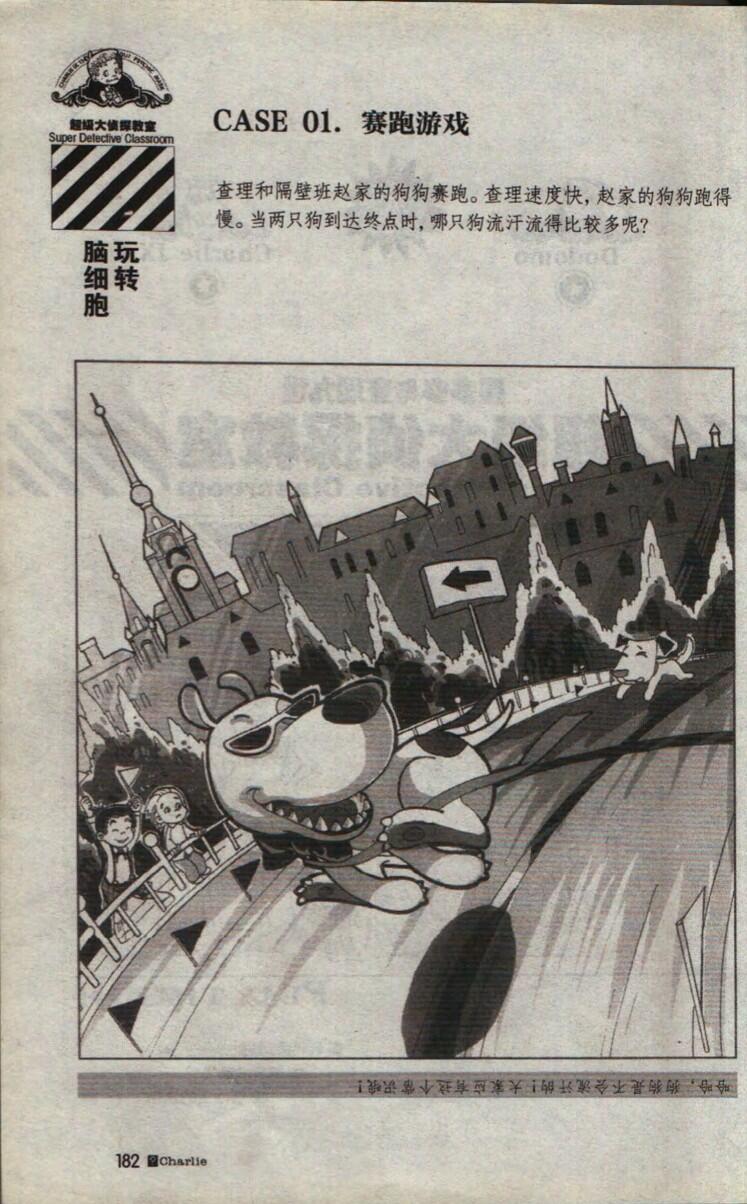 超级大侦探教室
Super Detective Classroom
玩转
脑细胞
CASE 01. 赛跑游戏
查理和隔壁班赵家的狗狗赛跑。查理速度快，赵家的狗狗跑得
慢。当两只狗到达终点时，哪只狗流汗流得比较多呢？
哈哈，狗狗是不会流汗的！大家应有这个常识哦！
182 Charlie